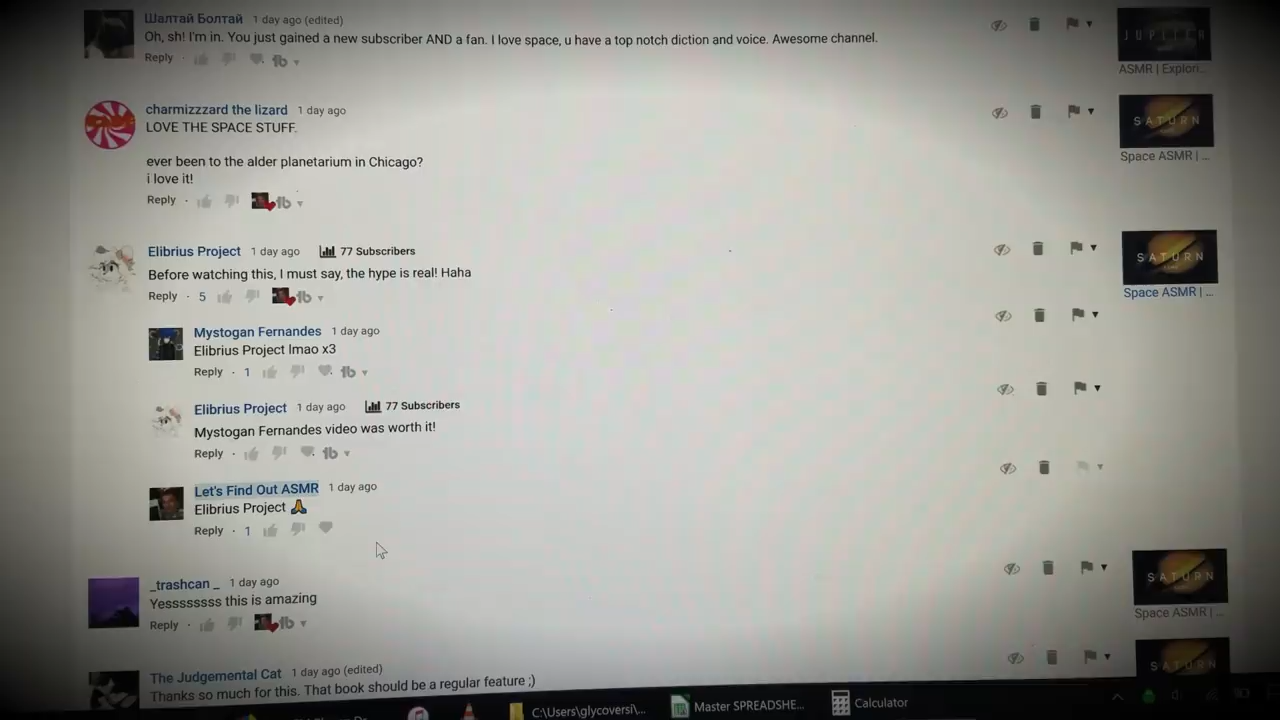 Шалтай Болтай 1 day ago (edited)
Oh, sh! I'm in. You just gained a new subscriber AND a fan. I love space, u have a top notch diction and voice. Awesome channel.
Reply
JUPITER
ASMR | Explori...
charmizzzard the lizard 1 day ago
LOVE THE SPACE STUFF.
ever been to the alder planetarium in Chicago?
i love it!
Reply
SATURN
Space ASMR | ...
Elibrius Project 1 day ago 77 Subscribers
Before watching this, I must say, the hype is real! Haha
Reply · 5
SATURN
Space ASMR | ...
Mystogan Fernandes 1 day ago
Elibrius Project lmao x3
Reply · 1
Elibrius Project 1 day ago 77 Subscribers
Mystogan Fernandes video was worth it!
Reply
Let's Find Out ASMR 1 day ago
Elibrius Project 🙏
Reply · 1
_trashcan _ 1 day ago
Yesssssssss this is amazing
Reply
SATURN
Space ASMR | ...
The Judgemental Cat 1 day ago (edited)
Thanks so much for this. That book should be a regular feature ;)
SATURN
C:\Users\glycoversi\... Master SPREADSHE... Calculator